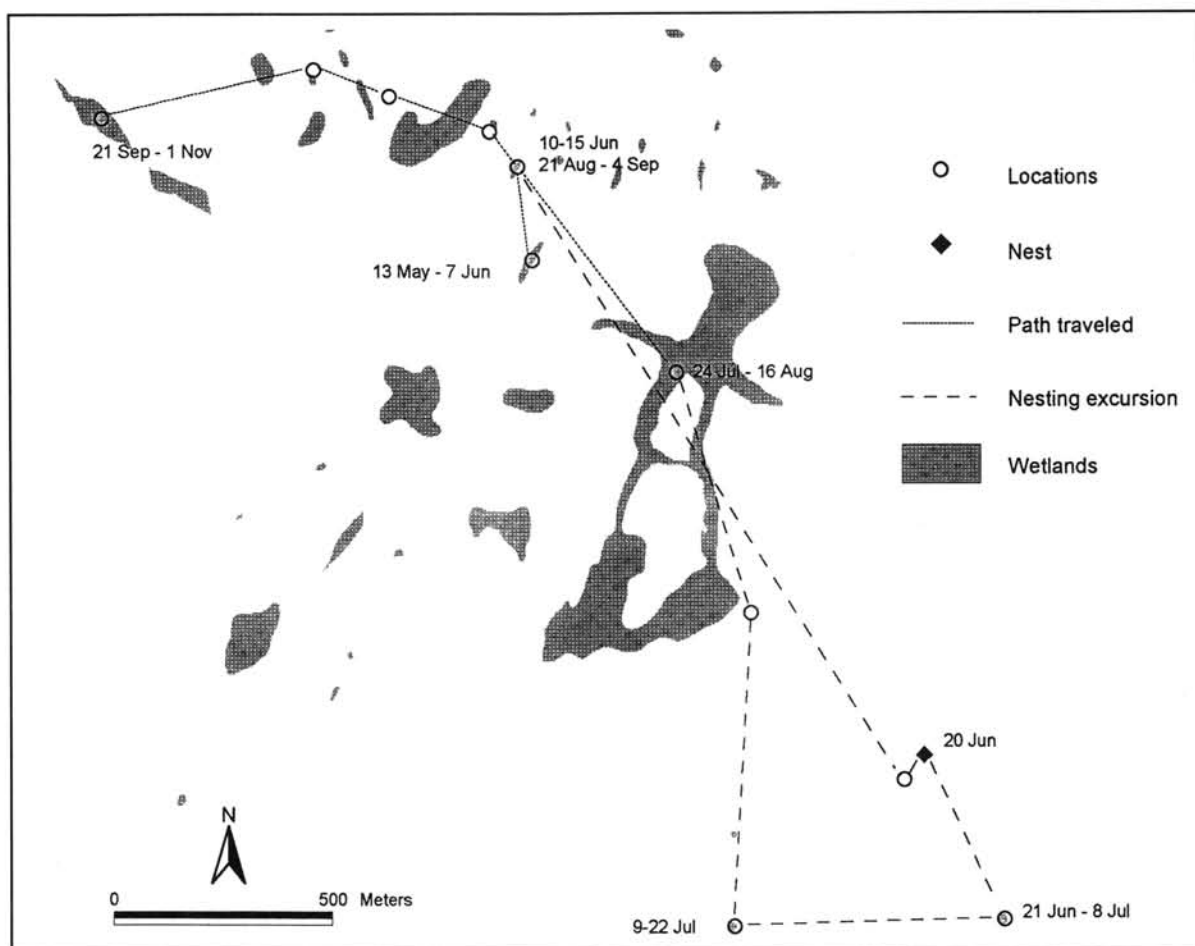 21 Sep - 1 Nov
10-15 Jun
21 Aug - 4 Sep
13 May - 7 Jun
24 Jul - 16 Aug
20 Jun
21 Jun - 8 Jul
9-22 Jul
Locations
Nest
Path traveled
Nesting excursion
Wetlands
N
0 500 Meters